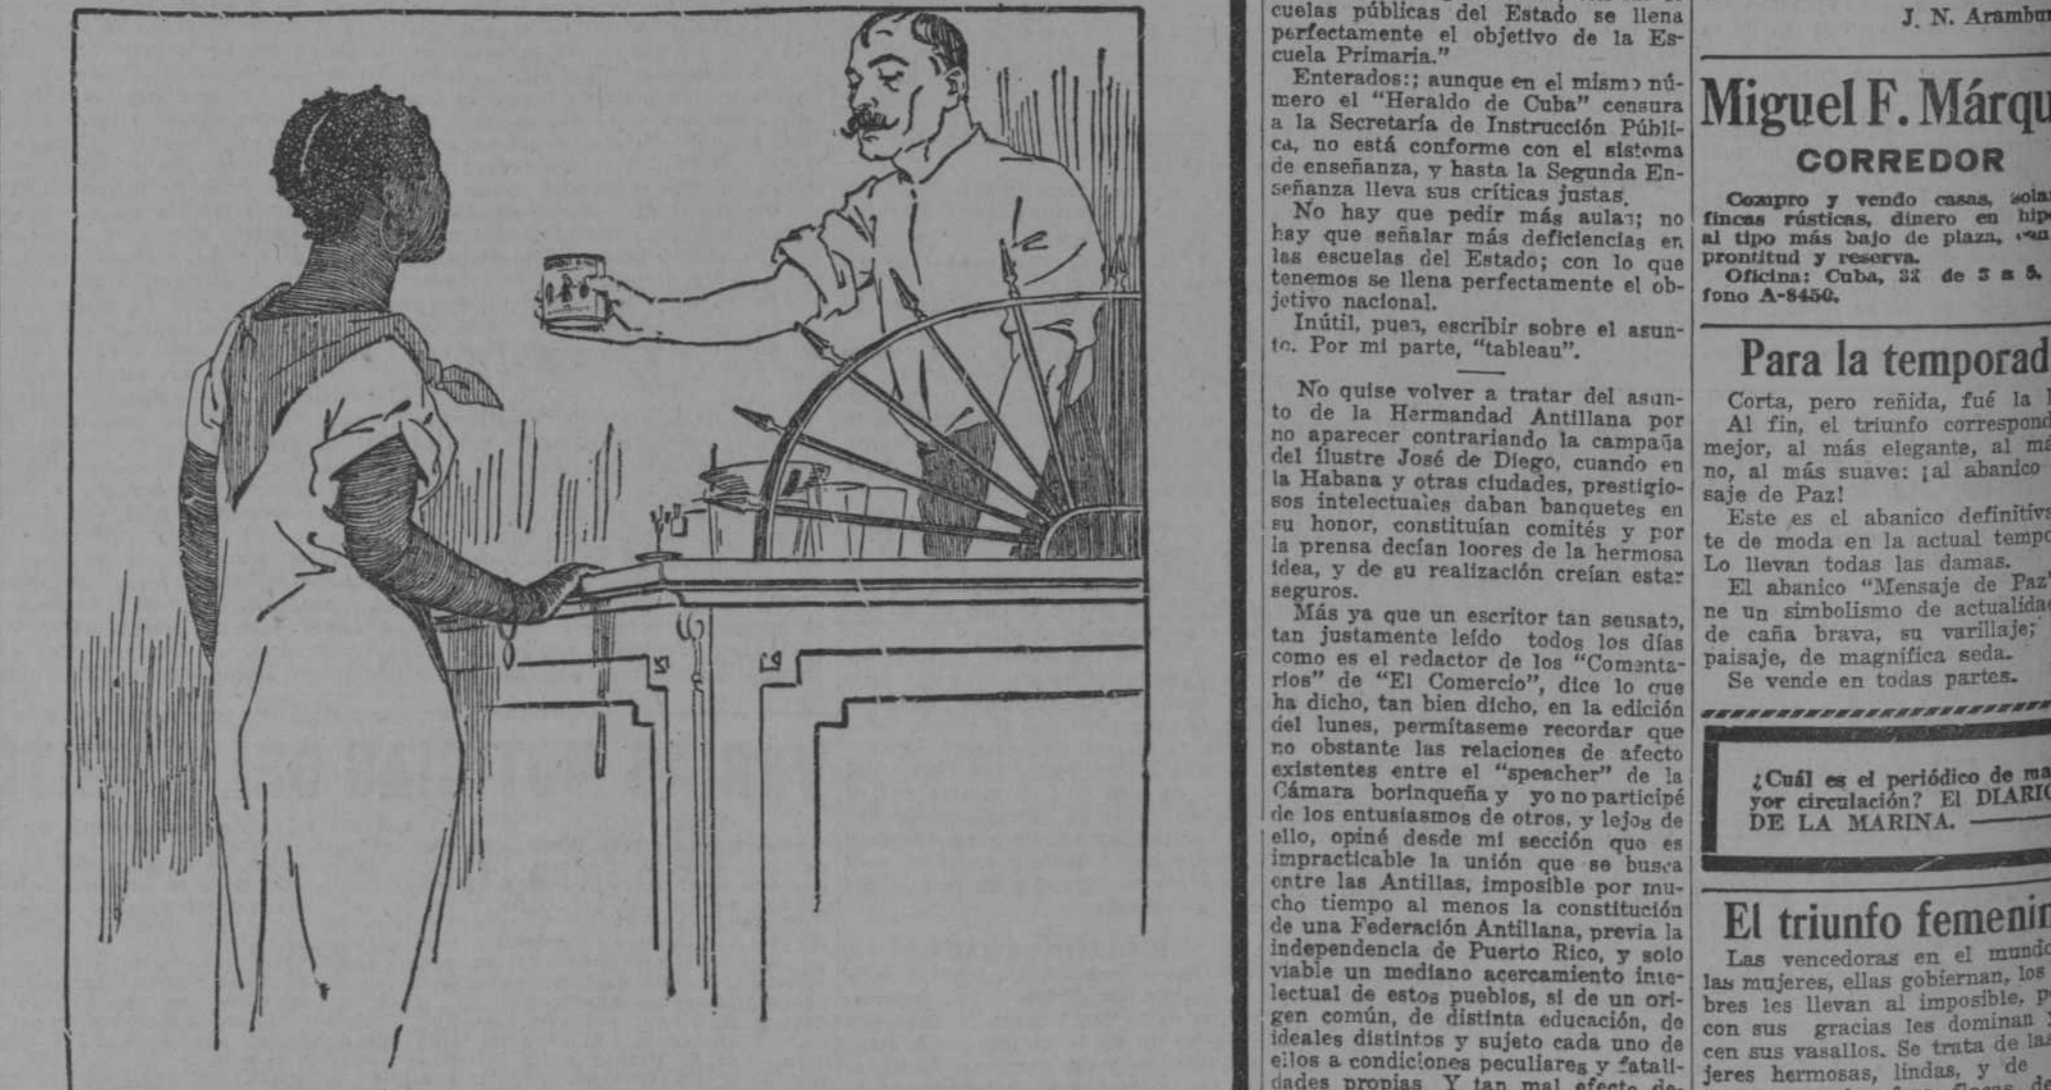 cuelas públicas del Estado se llena
perfectamente el objetivo de la Es-
cuela Primaria.”
Enterados:; aunque en el mismo nú-
mero el “Heraldo de Cuba” censura
a la Secretaría de Instrucción Públi-
ca, no está conforme con el sistema
de enseñanza, y hasta la Segunda En-
señanza lleva sus críticas justas.
No hay que pedir más aulas; no
hay que señalar más deficiencias en
las escuelas del Estado; con lo que
tenemos se llena perfectamente el ob-
jetivo nacional.
Inútil, pues, escribir sobre el asun-
to. Por mi parte, “tableau”.
No quise volver a tratar del asun-
to de la Hermandad Antillana por
no aparecer contrariando la campaña
del ilustre José de Diego, cuando en
la Habana y otras ciudades, prestigio-
sos intelectuales daban banquetes en
su honor, constituían comités y por
la prensa decían loores de la hermosa
idea, y de su realización creían estar
seguros.
Más ya que un escritor tan sensato,
tan justamente leído todos los días
como es el redactor de los “Comenta-
rios” de “El Comercio”, dice lo que
ha dicho, tan bien dicho, en la edición
del lunes, permítaseme recordar que
no obstante las relaciones de afecto
existentes entre el “speacher” de la
Cámara borinqueña y yo no participé
de los entusiasmos de otros, y lejos de
ello, opiné desde mi sección que es
impracticable la unión que se busca
entre las Antillas, imposible por mu-
cho tiempo al menos la constitución
de una Federación Antillana, previa la
independencia de Puerto Rico, y solo
viable un mediano acercamiento inte-
lectual de estos pueblos, si de un ori-
gen común, de distinta educación, de
ideales distintos y sujeto cada uno de
ellos a condiciones peculiares y fatali-
dades propias Y tan mal efecto de-
J. N. Arambur
Miguel F. Márqu
CORREDOR
Compro y vendo casas, solar
fincas rústicas, dinero en hip
al tipo más bajo de plaza, con
prontitud y reserva.
Oficina: Cuba, 32 de 3 a 5.
fono A-8450.
Para la temporad
Corta, pero reñida, fué la
Al fin, el triunfo correspond
mejor, al más elegante, al má
no, al más suave: ¡al abanico
saje de Paz!
Este es el abanico definitiva
te de moda en la actual tempo
Lo llevan todas las damas.
El abanico “Mensaje de Paz”
ne un simbolismo de actualidad
de caña brava, su varillaje;
paisaje, de magnífica seda.
Se vende en todas partes.
¿Cuál es el periódico de ma-
yor circulación? El DIARIO
DE LA MARINA.
El triunfo femenin
Las vencedoras en el mundo
las mujeres, ellas gobiernan, los
bres les llevan al imposible, p
con sus gracias les dominan y
cen sus vasallos. Se trata de las
jeres hermosas, lindas, y de